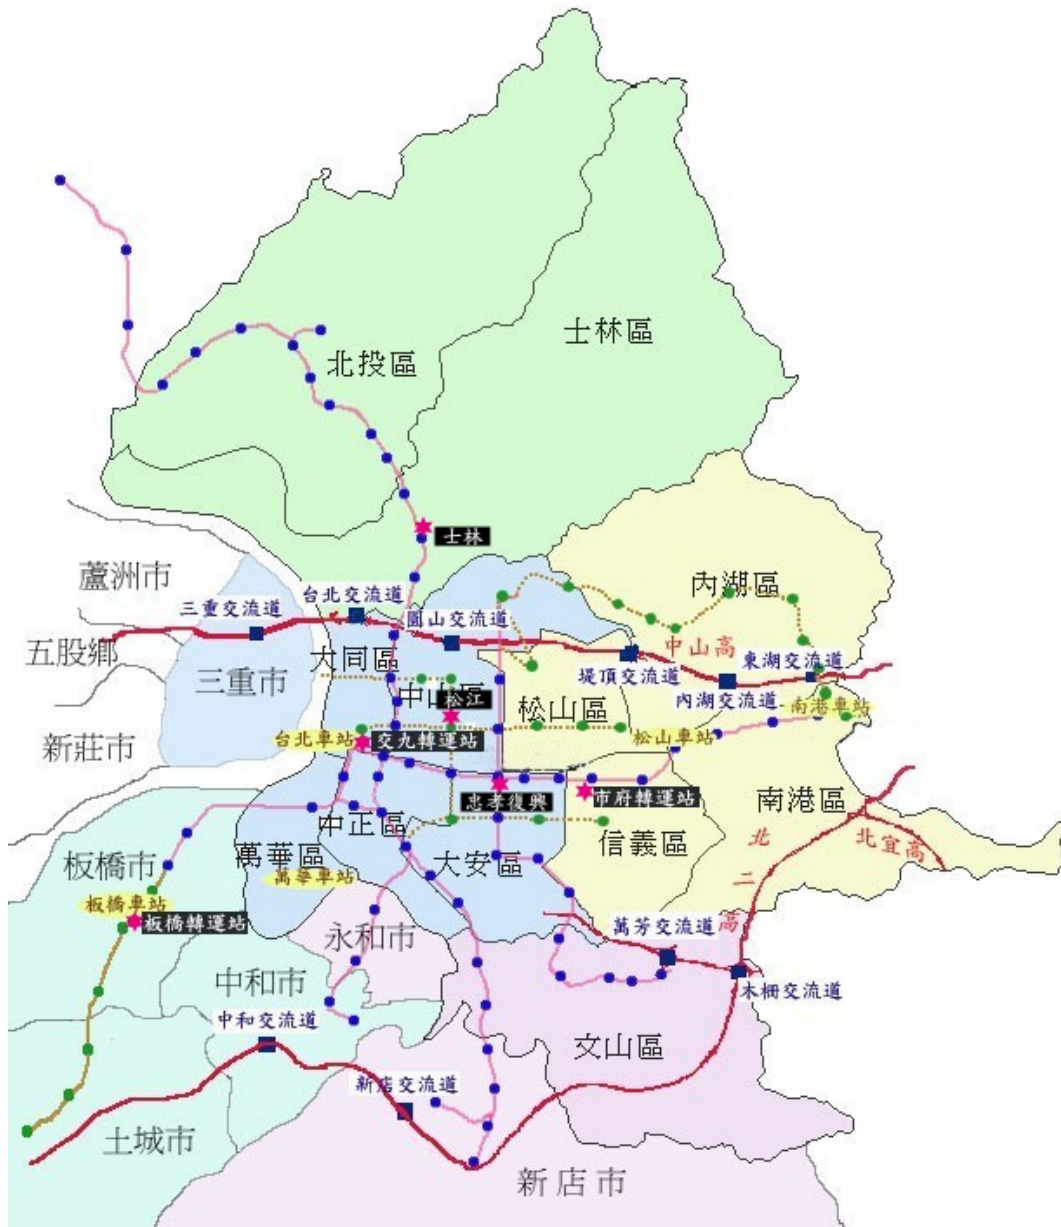 士林區
北投區
士林
內湖區
蘆洲市
台北交流道
三重交流道
圓山交流道
五股鄉
大同區
中山高
東湖交流道
堤頂交流道
三重市
中山區
松江
松山區
內湖交流道
南港車站
新莊市
台北車站
交九轉運站
松山車站
忠孝復興
市府轉運站
南港區
中正區
信義區
北
北宜高
板橋市
萬華區
大安區
萬華車站
二
板橋車站
板橋轉運站
永和市
萬芳交流道
高
中和市
木柵交流道
中和交流道
文山區
新店交流道
土城市
新店市